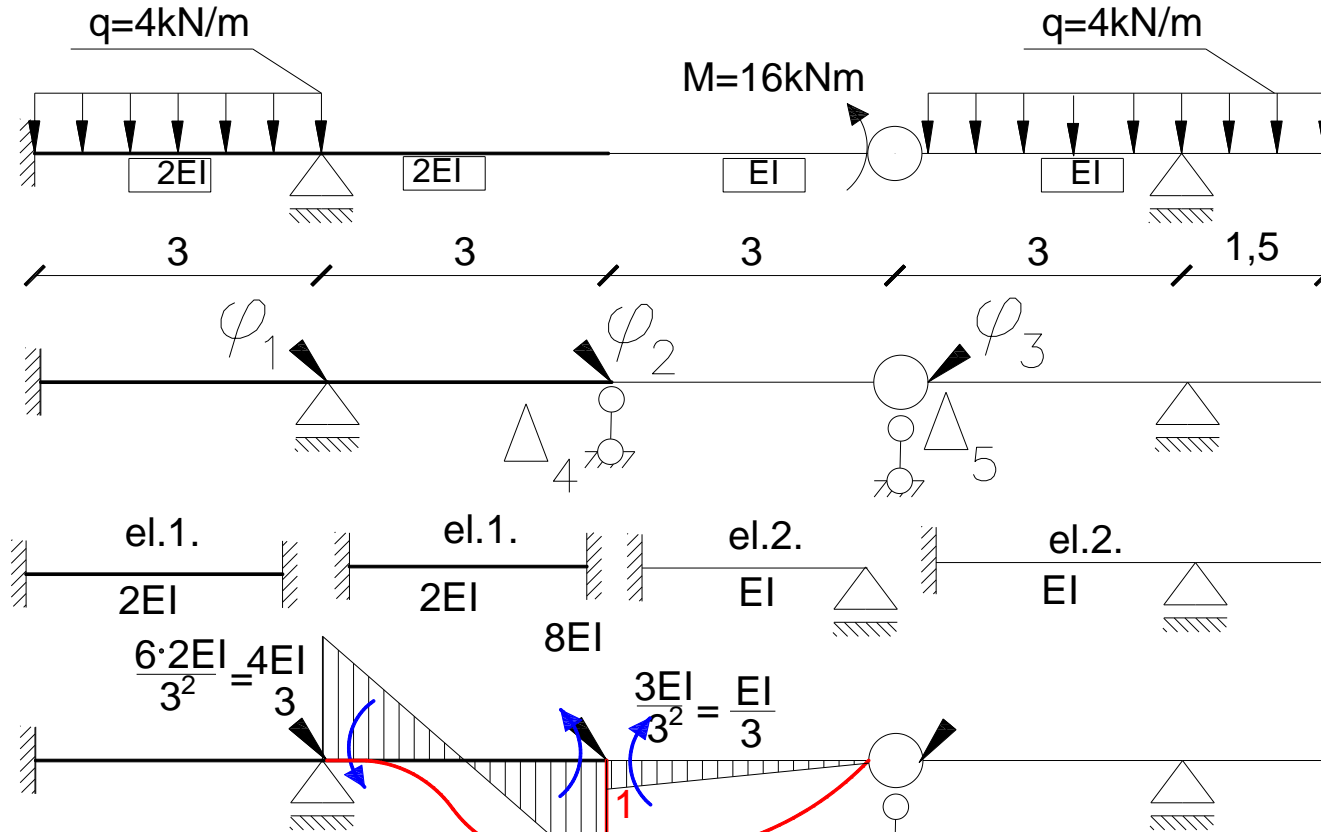 q=4kN/m q=4kN/m
M=16kNm
2EI 2EI EI EI
3 3 3 3 1,5
φ1 φ2 φ3
Δ4 Δ5
el.1. el.1. el.2. el.2.
2EI 2EI EI EI
8EI
6·2EI/3² = 4EI/3 3EI/3² = EI/3
1